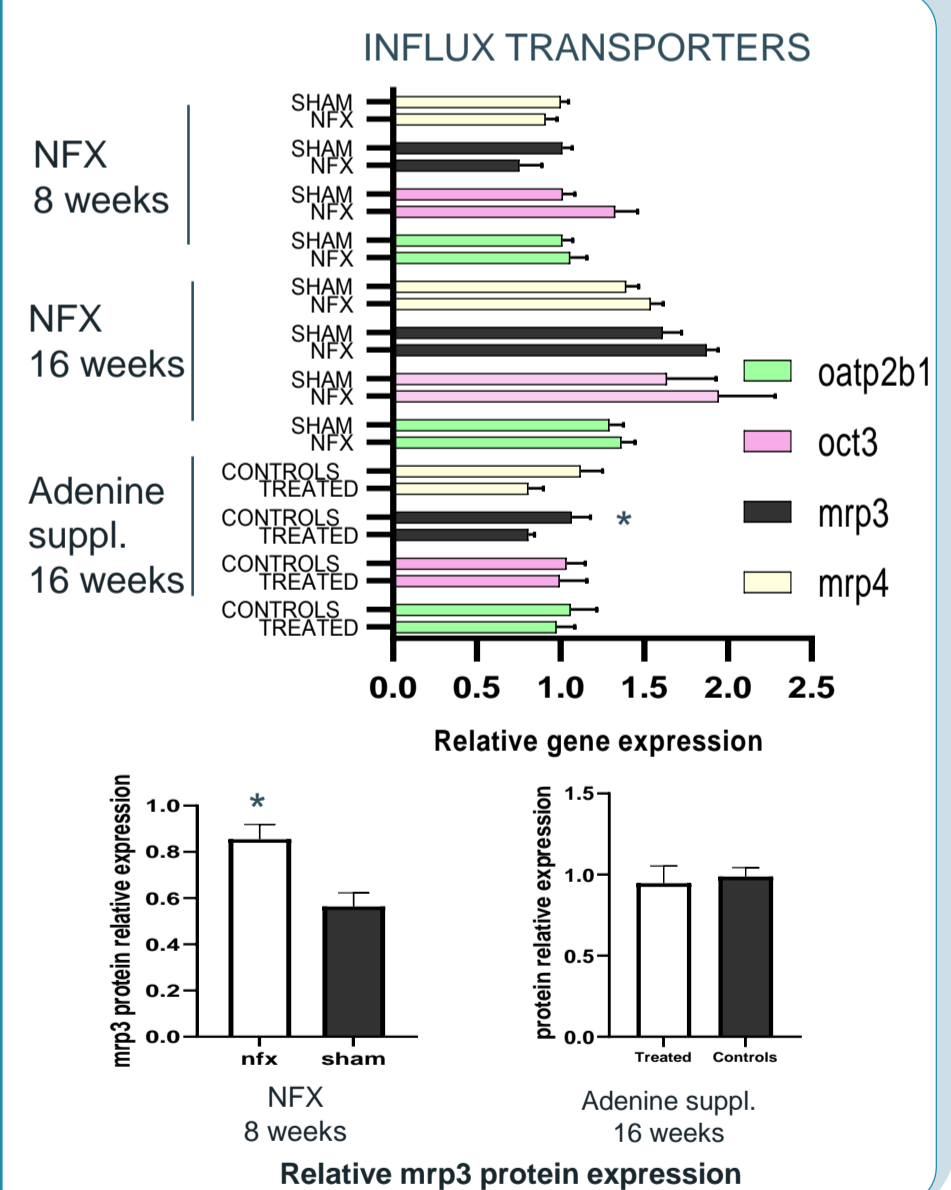 INFLUX TRANSPORTERS
NFX
8 weeks
SHAM
NFX
SHAM
NFX
SHAM
NFX
SHAM
NFX
NFX
16 weeks
SHAM
NFX
SHAM
NFX
SHAM
NFX
SHAM
NFX
Adenine
suppl.
16 weeks
CONTROLS
TREATED
CONTROLS
TREATED
*
CONTROLS
TREATED
CONTROLS
TREATED
oatp2b1
oct3
mrp3
mrp4
0.0 0.5 1.0 1.5 2.0 2.5
Relative gene expression
mrp3 protein relative expression
1.0
0.8
0.6
0.4
0.2
0.0
*
nfx sham
NFX
8 weeks
protein relative expression
1.5
1.0
0.5
0.0
Treated Controls
Adenine suppl.
16 weeks
Relative mrp3 protein expression